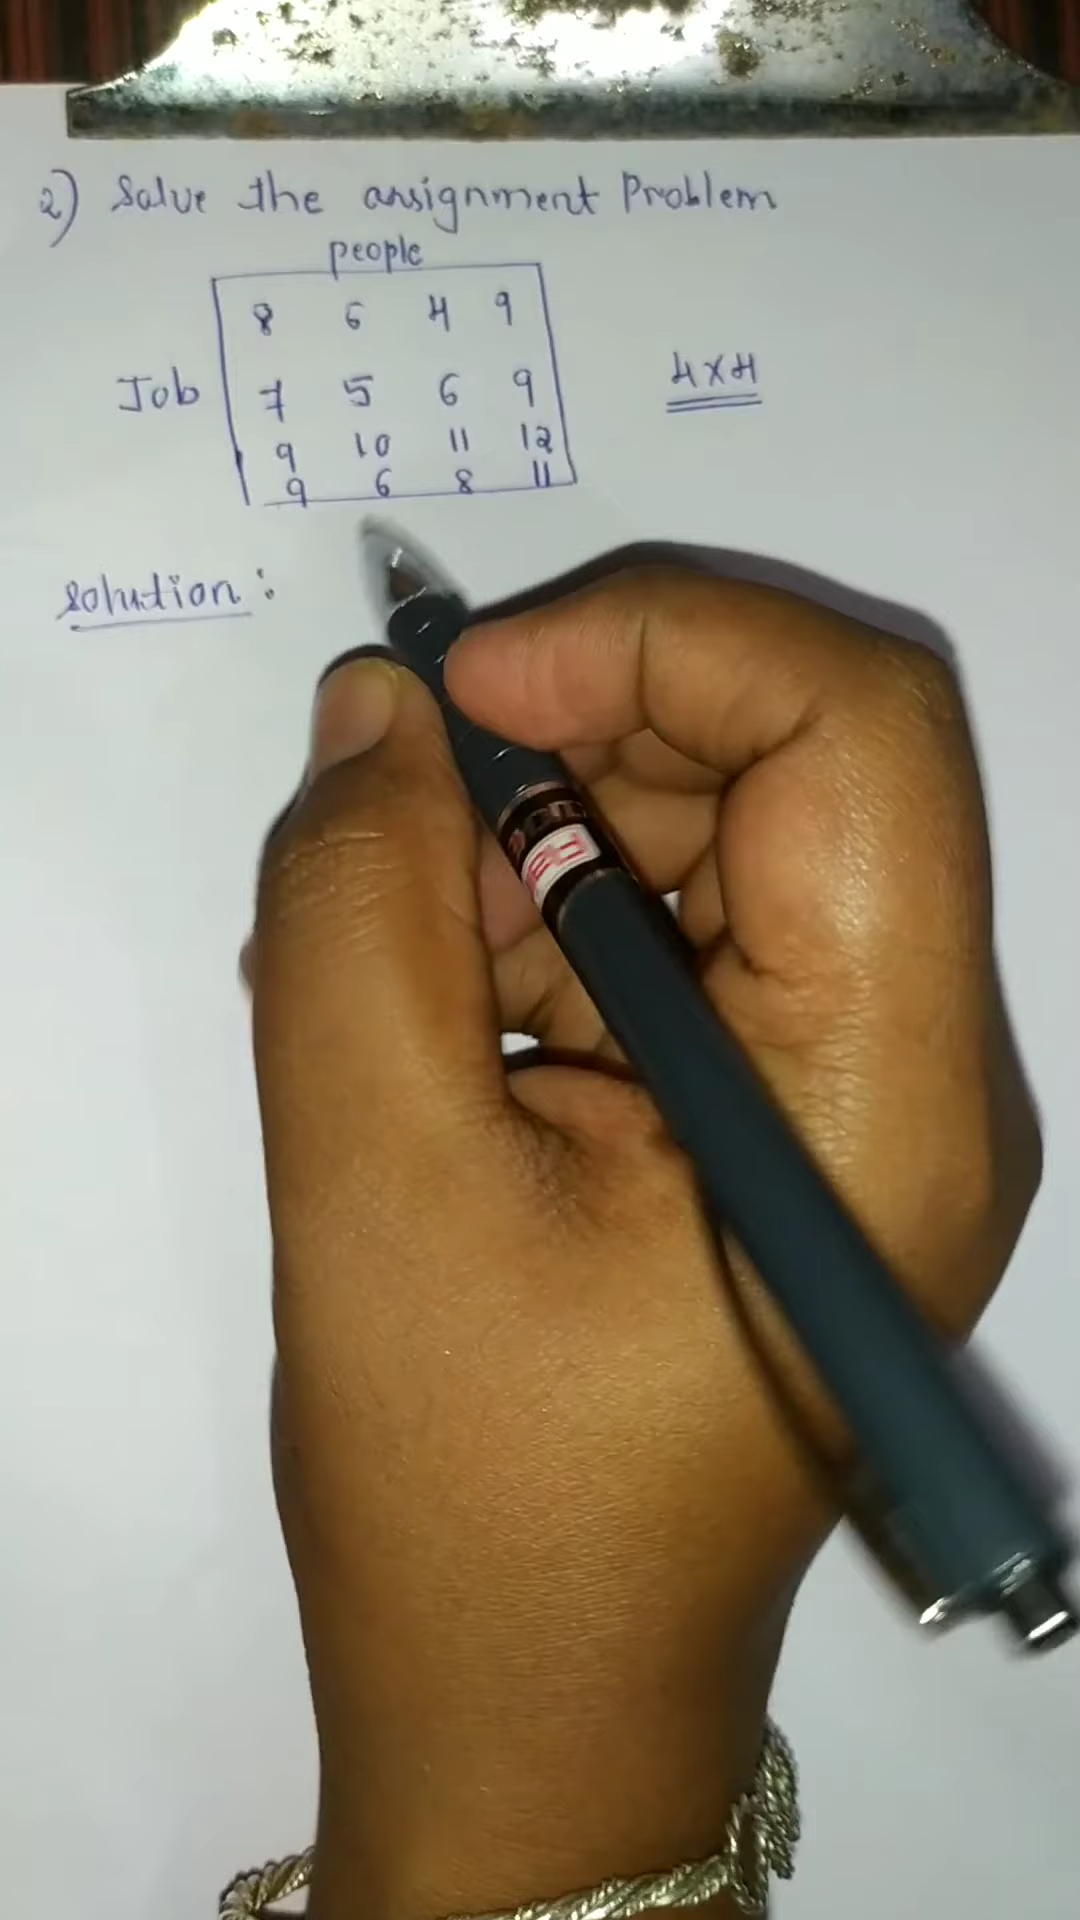 2) Solve the assignment Problem
people
8 6 4 9
Job 7 5 6 9 4x4
9 10 11 12
9 6 8 11
solution :